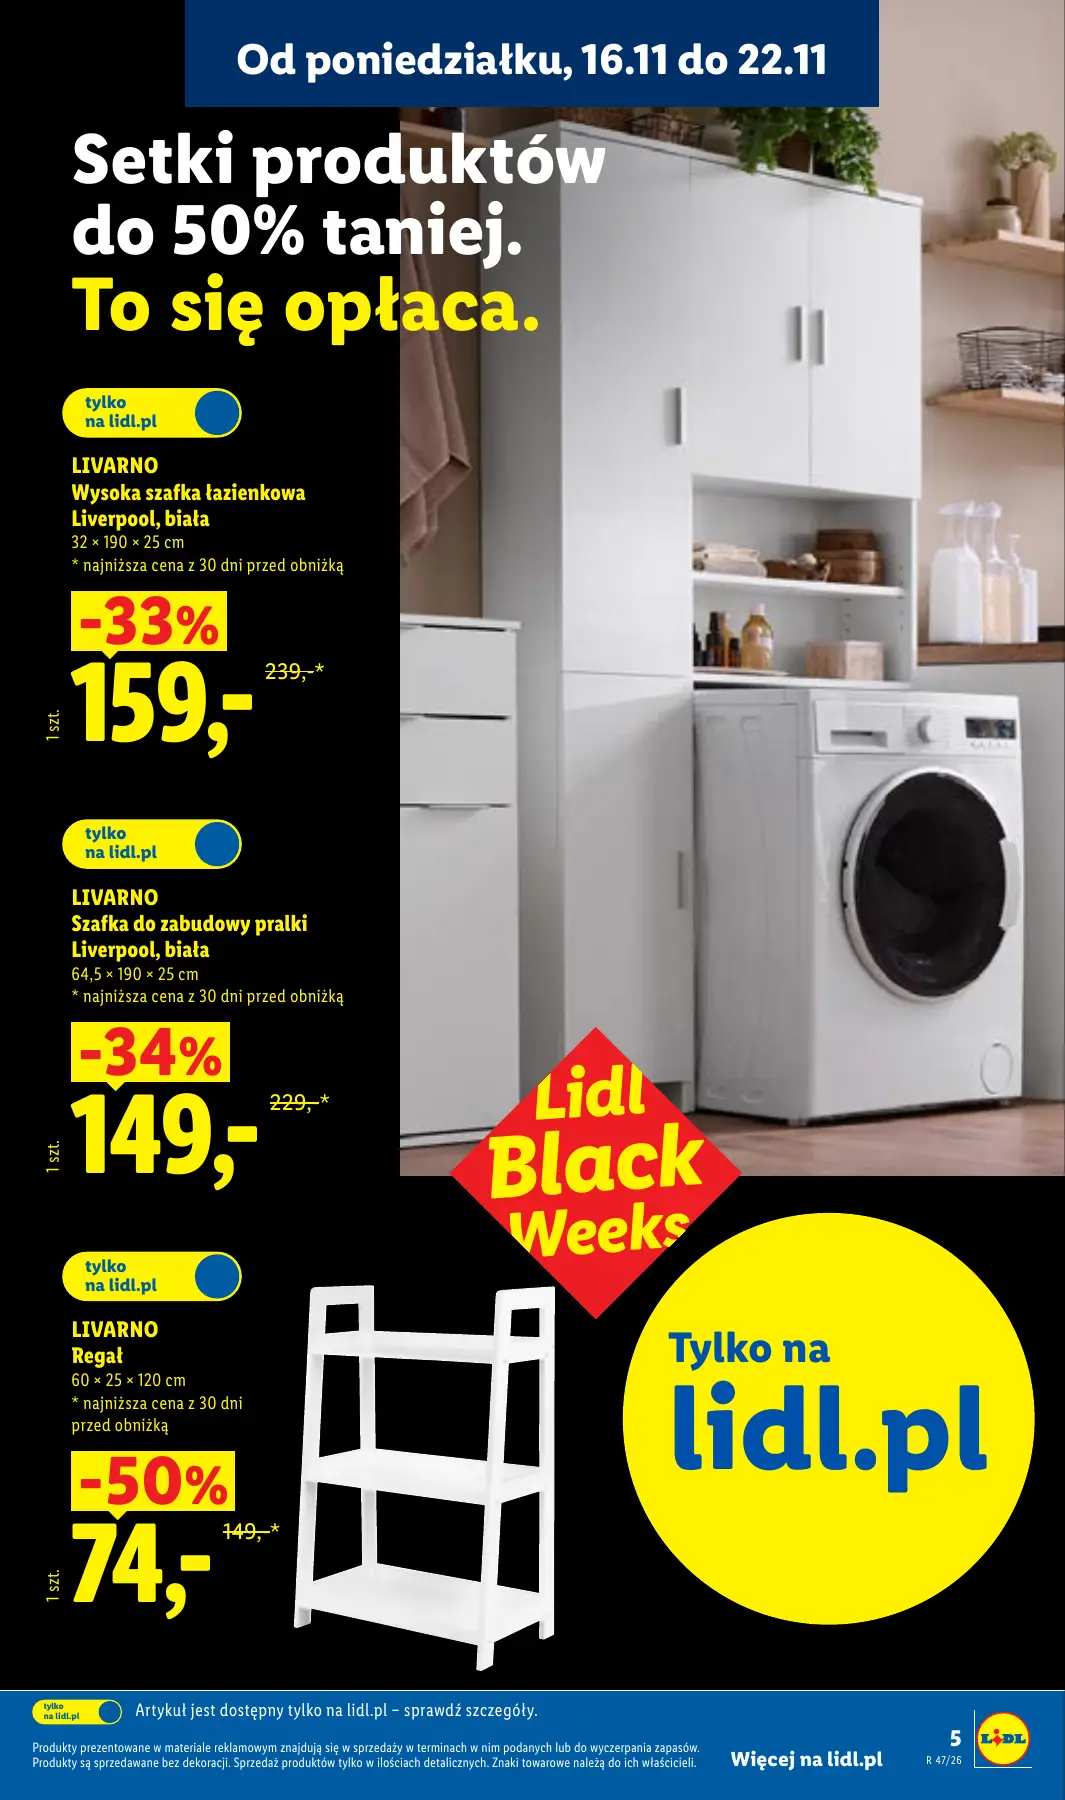 Od poniedziałku, 16.11 do 22.11
Setki produktów
do 50% taniej.
To się opłaca.
tylko
na lidl.pl
LIVARNO
Wysoka szafka łazienkowa
Liverpool, biała
32 × 190 × 25 cm
* najniższa cena z 30 dni przed obniżką
-33%
239,-*
159,-
1 szt.
tylko
na lidl.pl
LIVARNO
Szafka do zabudowy pralki
Liverpool, biała
64,5 × 190 × 25 cm
* najniższa cena z 30 dni przed obniżką
-34%
229,-*
149,-
1 szt.
Lidl
Black
Weeks
tylko
na lidl.pl
LIVARNO
Regał
60 × 25 × 120 cm
* najniższa cena z 30 dni
przed obniżką
-50%
149,-*
74,-
1 szt.
Tylko na
lidl.pl
tylko
na lidl.pl
Artykuł jest dostępny tylko na lidl.pl – sprawdź szczegóły.
Produkty prezentowane w materiale reklamowym znajdują się w sprzedaży w terminach w nim podanych lub do wyczerpania zapasów.
Produkty są sprzedawane bez dekoracji. Sprzedaż produktów tylko w ilościach detalicznych. Znaki towarowe należą do ich właścicieli.
Więcej na lidl.pl
5
R 47/26
LIDL